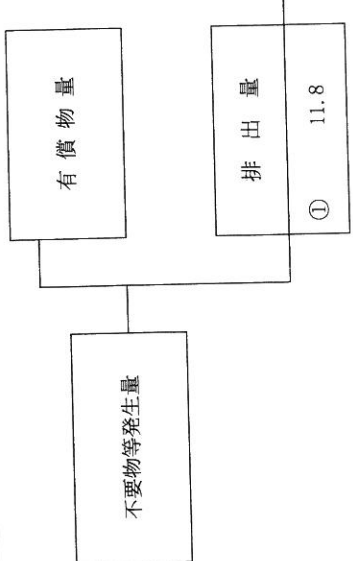 不要物等発生量
有償物量
排出量
① 11.8